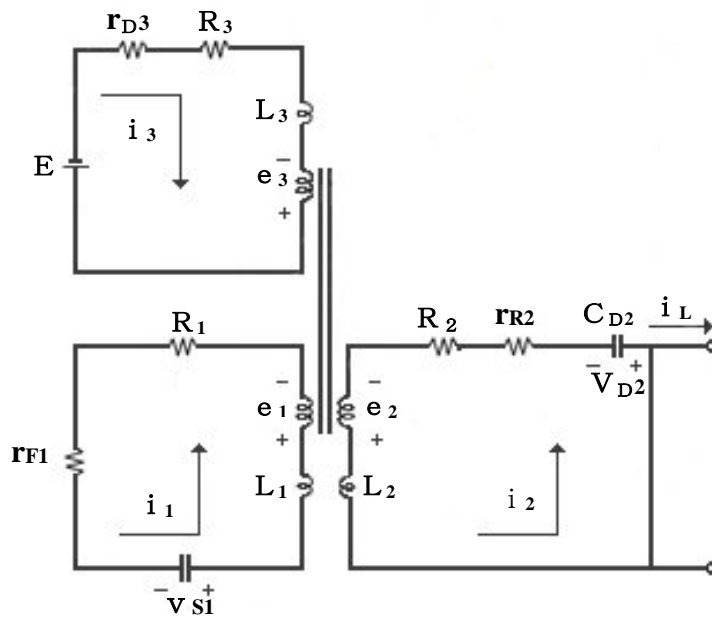 rD3 R3
L3
i3
E
−
e3
+
R1
R2 rR2 CD2 iL
− +
VD2
−
e1
+
−
e2
+
rF1
L1 L2
i1
i2
− +
vS1